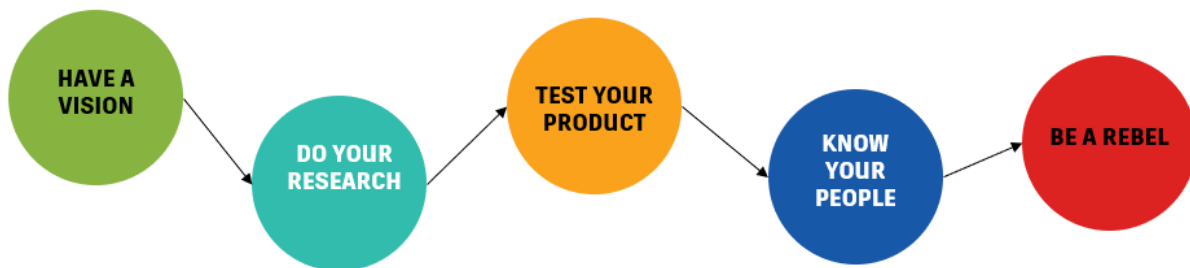 HAVE A
VISION
DO YOUR
RESEARCH
TEST YOUR
PRODUCT
KNOW
YOUR
PEOPLE
BE A REBEL